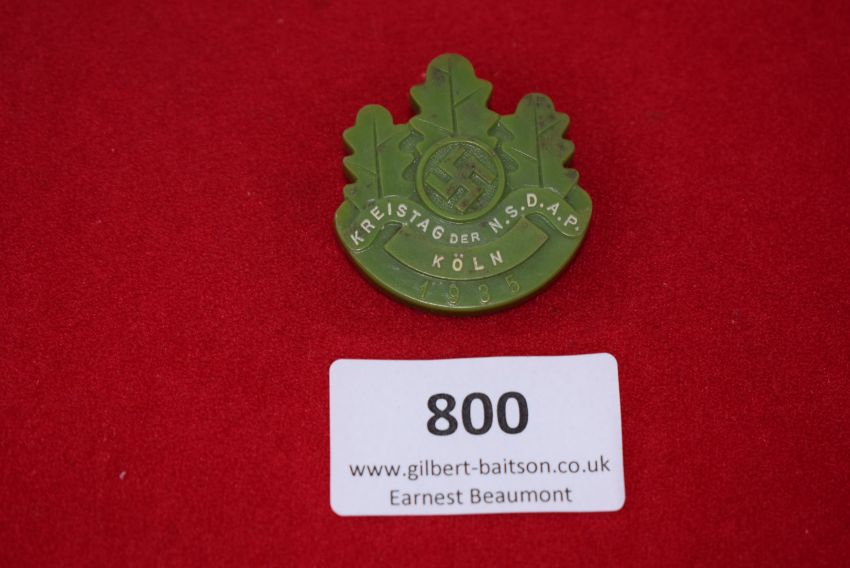 KREISTAG DER N.S.D.A.P.
KÖLN
1935
800
www.gilbert-baitson.co.uk
Earnest Beaumont